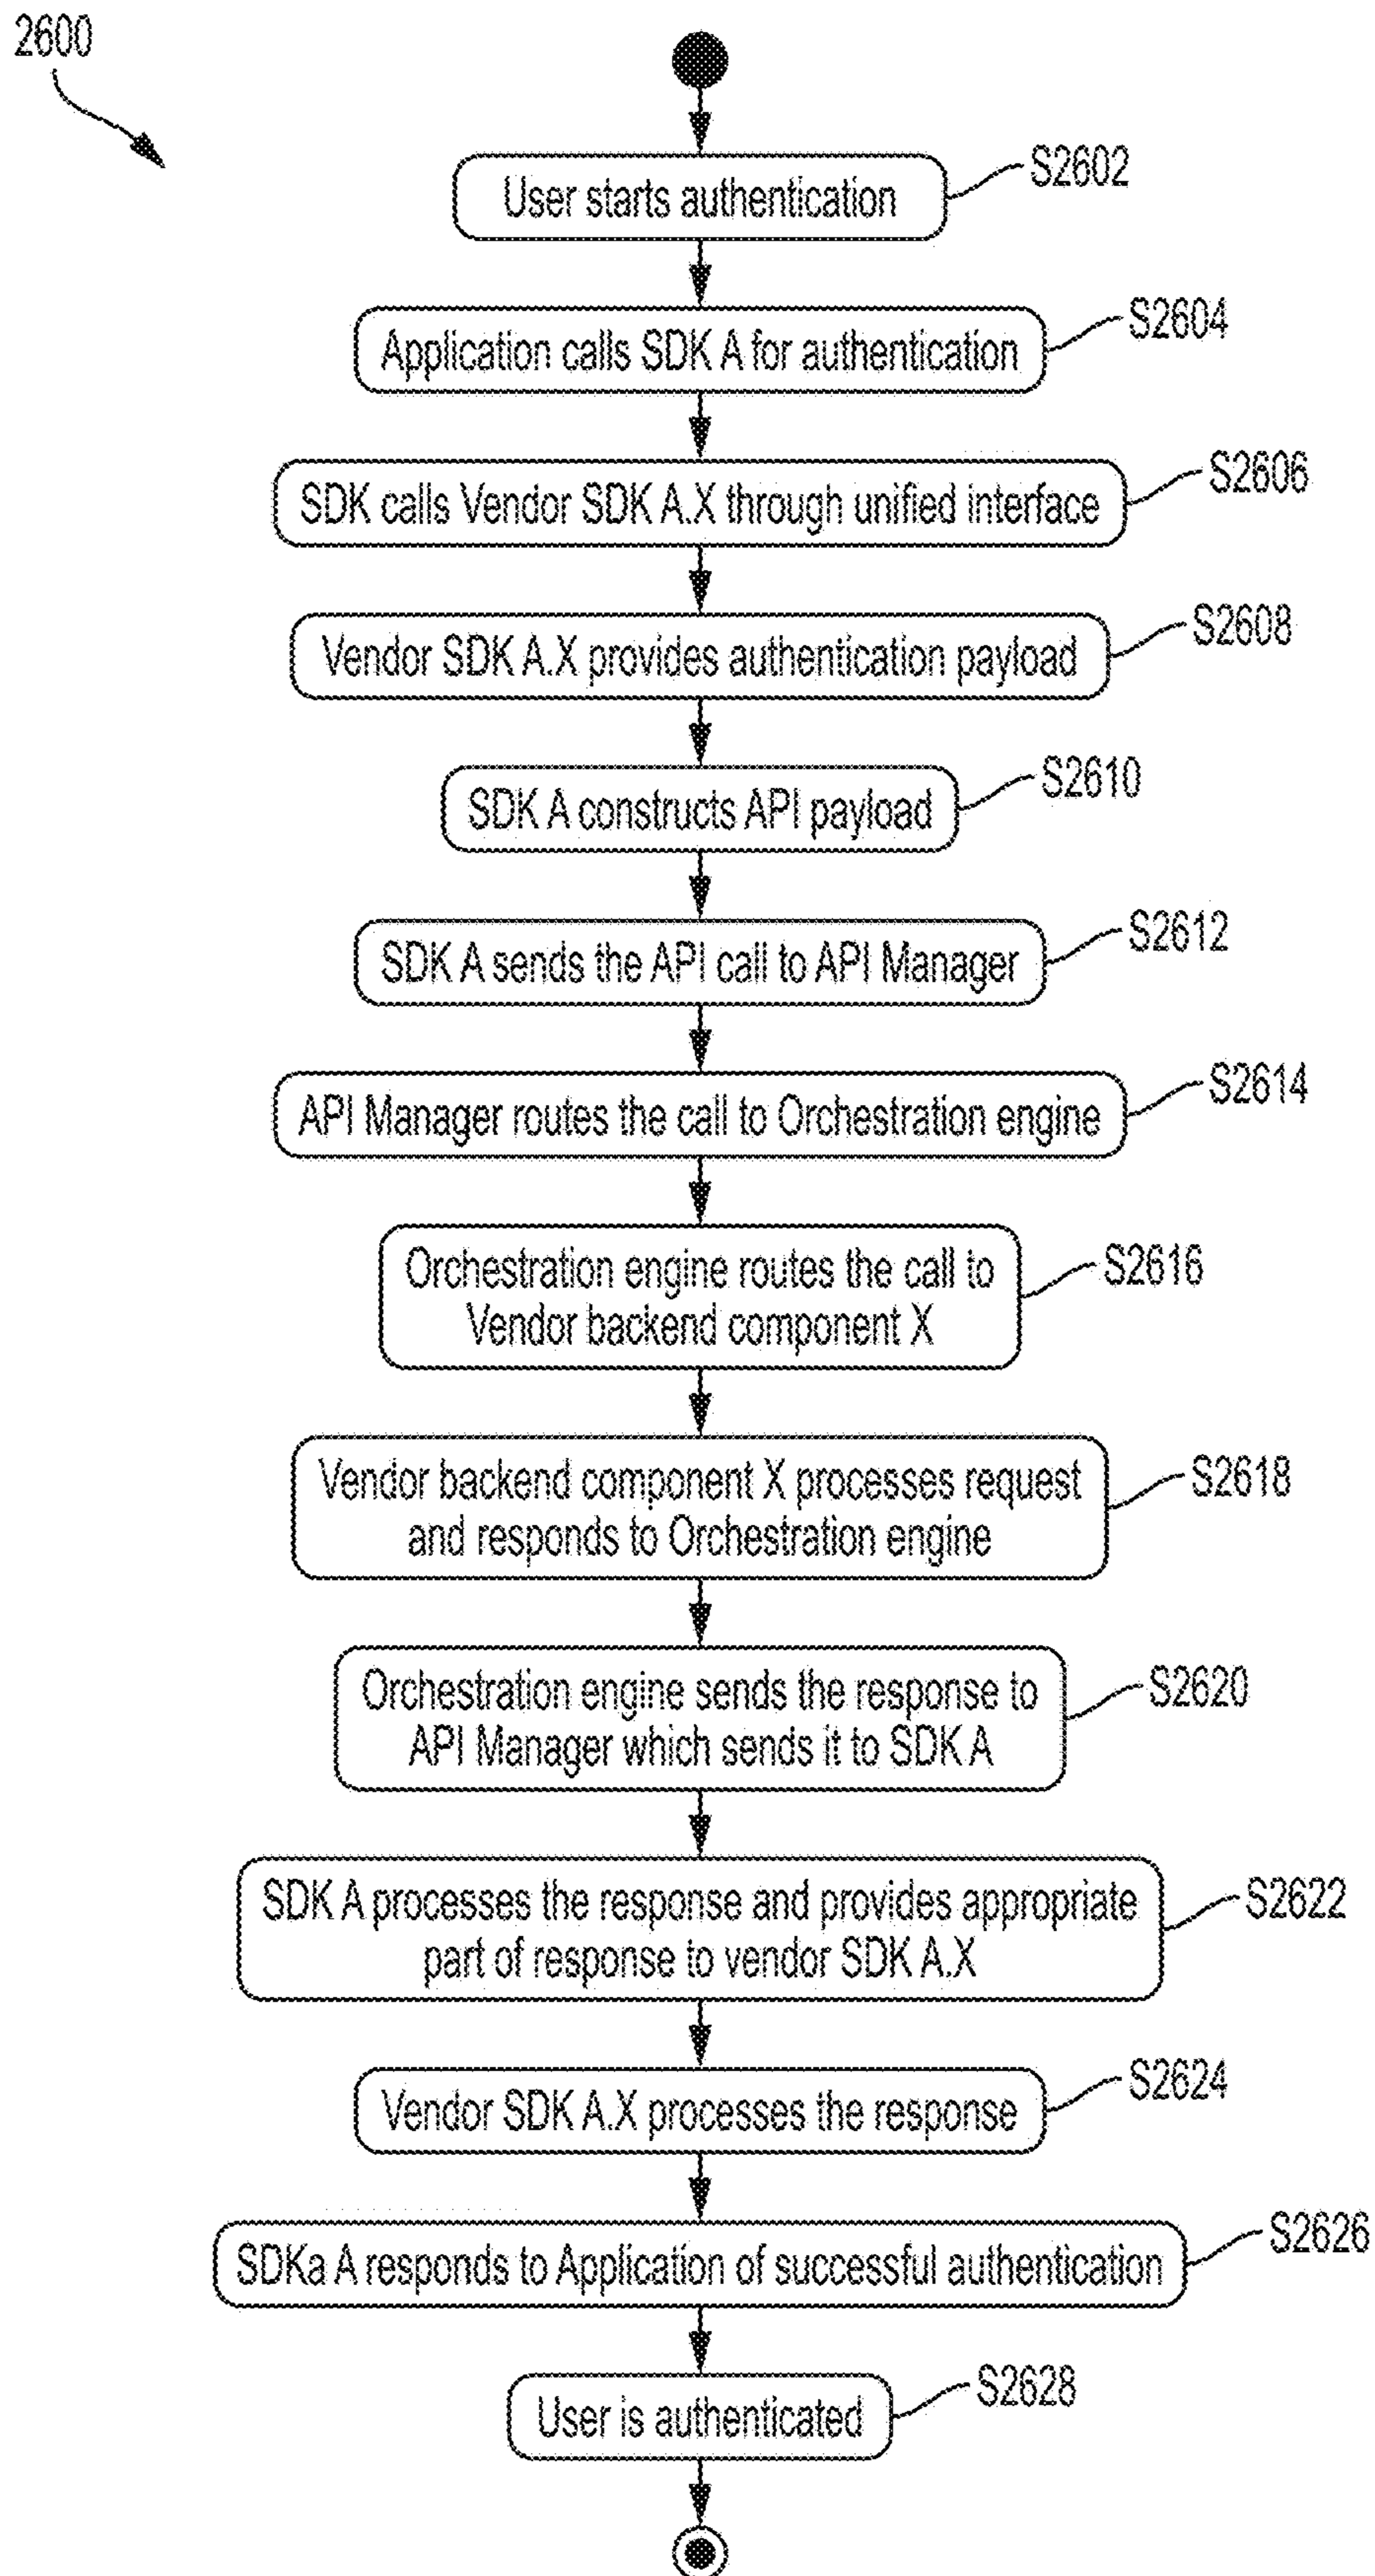 2600
User starts authentication
S2602
Application calls SDK A for authentication
S2604
SDK calls Vendor SDK A.X through unified interface
S2606
Vendor SDK A.X provides authentication payload
S2608
SDK A constructs API payload
S2610
SDK A sends the API call to API Manager
S2612
API Manager routes the call to Orchestration engine
S2614
Orchestration engine routes the call to
Vendor backend component X
S2616
Vendor backend component X processes request
and responds to Orchestration engine
S2618
Orchestration engine sends the response to
API Manager which sends it to SDK A
S2620
SDK A processes the response and provides appropriate
part of response to vendor SDK A.X
S2622
Vendor SDK A.X processes the response
S2624
SDKa A responds to Application of successful authentication
S2626
User is authenticated
S2628